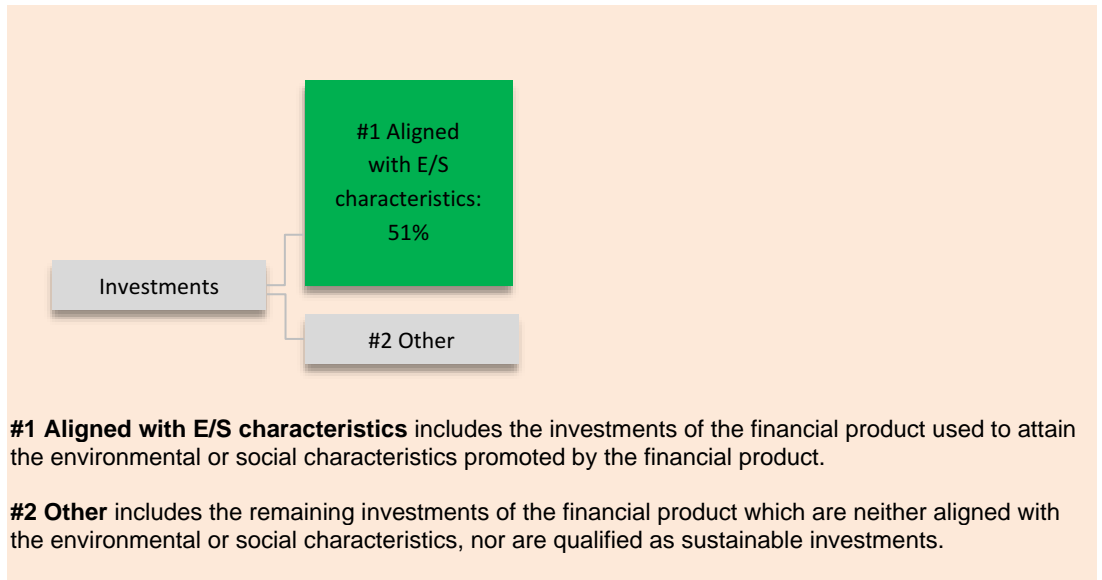 #1 Aligned
with E/S
characteristics:
51%
Investments
#2 Other
#1 Aligned with E/S characteristics includes the investments of the financial product used to attain
the environmental or social characteristics promoted by the financial product.
#2 Other includes the remaining investments of the financial product which are neither aligned with
the environmental or social characteristics, nor are qualified as sustainable investments.